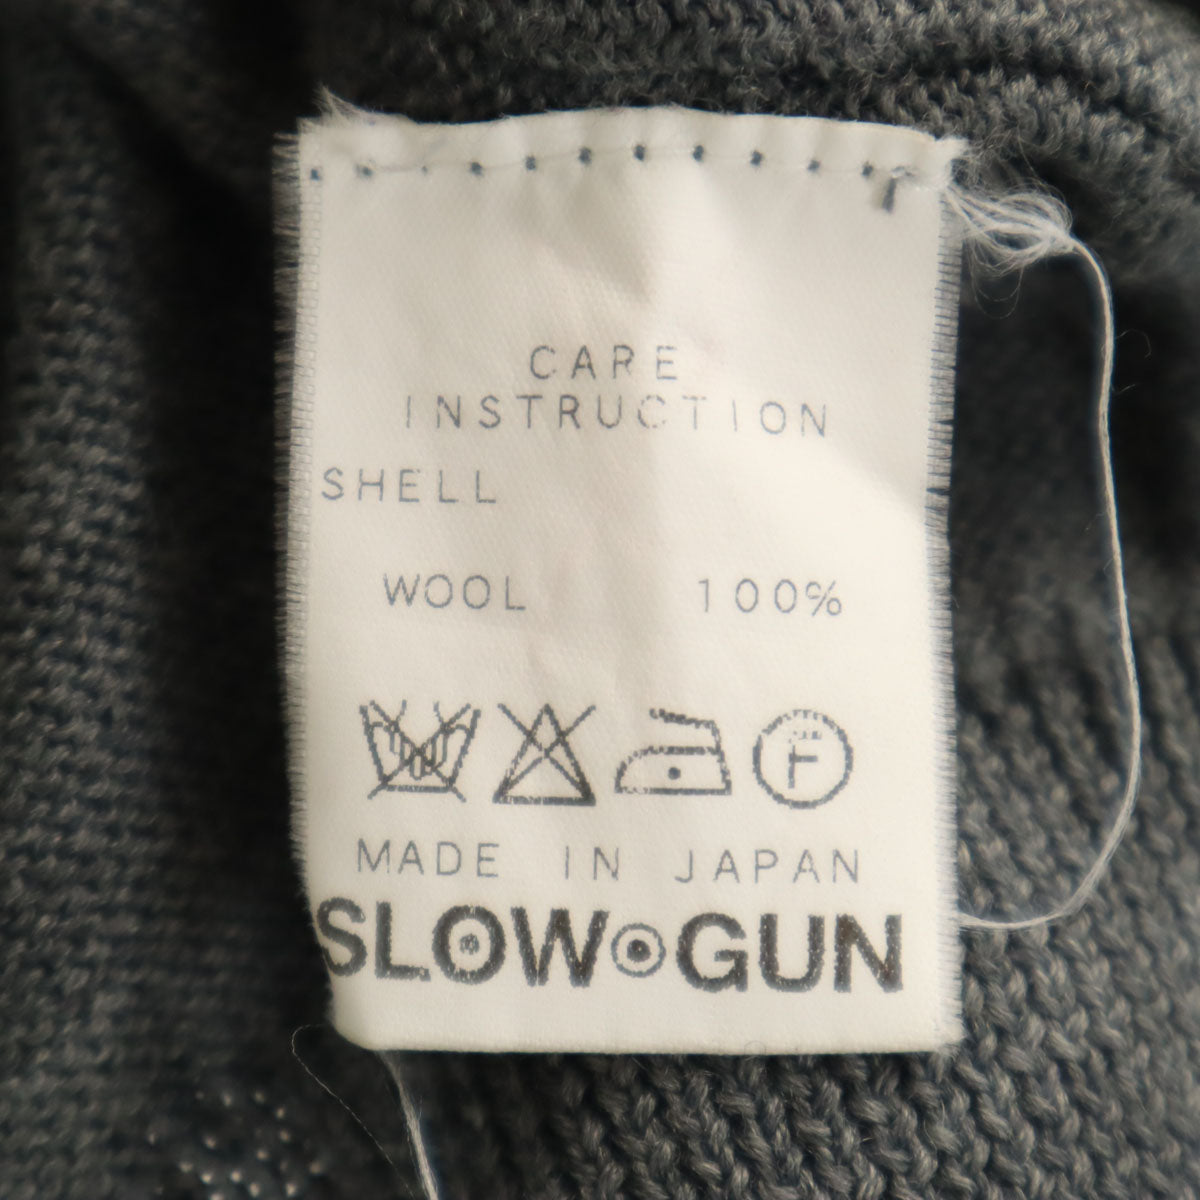 CARE
INSTRUCTION
SHELL
WOOL 100%
F
MADE IN JAPAN
SLOW GUN